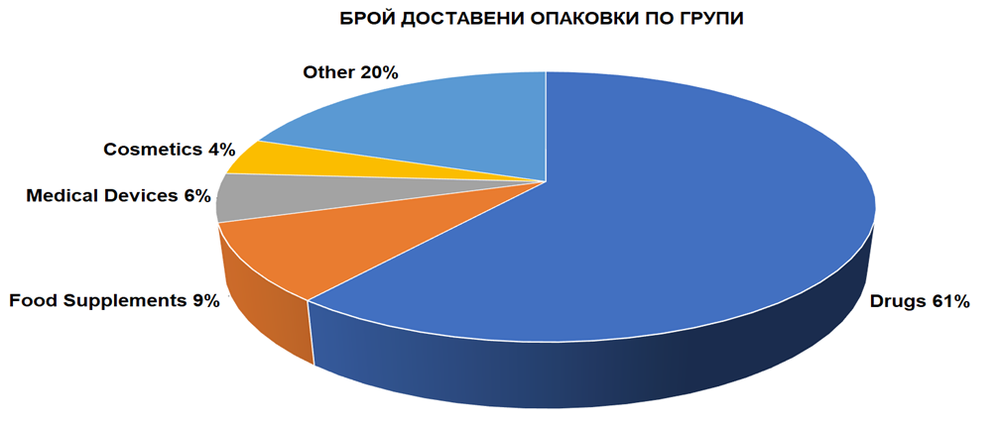 БРОЙ ДОСТАВЕНИ ОПАКОВКИ ПО ГРУПИ
Other 20%
Cosmetics 4%
Medical Devices 6%
Food Supplements 9%
Drugs 61%